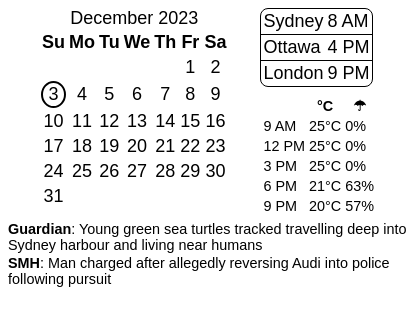 December 2023
Su Mo Tu We Th Fr Sa
1 2
3 4 5 6 7 8 9
10 11 12 13 14 15 16
17 18 19 20 21 22 23
24 25 26 27 28 29 30
31
Sydney 8 AM
Ottawa 4 PM
London 9 PM
°C ☂
9 AM 25°C 0%
12 PM 25°C 0%
3 PM 25°C 0%
6 PM 21°C 63%
9 PM 20°C 57%
Guardian: Young green sea turtles tracked travelling deep into
Sydney harbour and living near humans
SMH: Man charged after allegedly reversing Audi into police
following pursuit